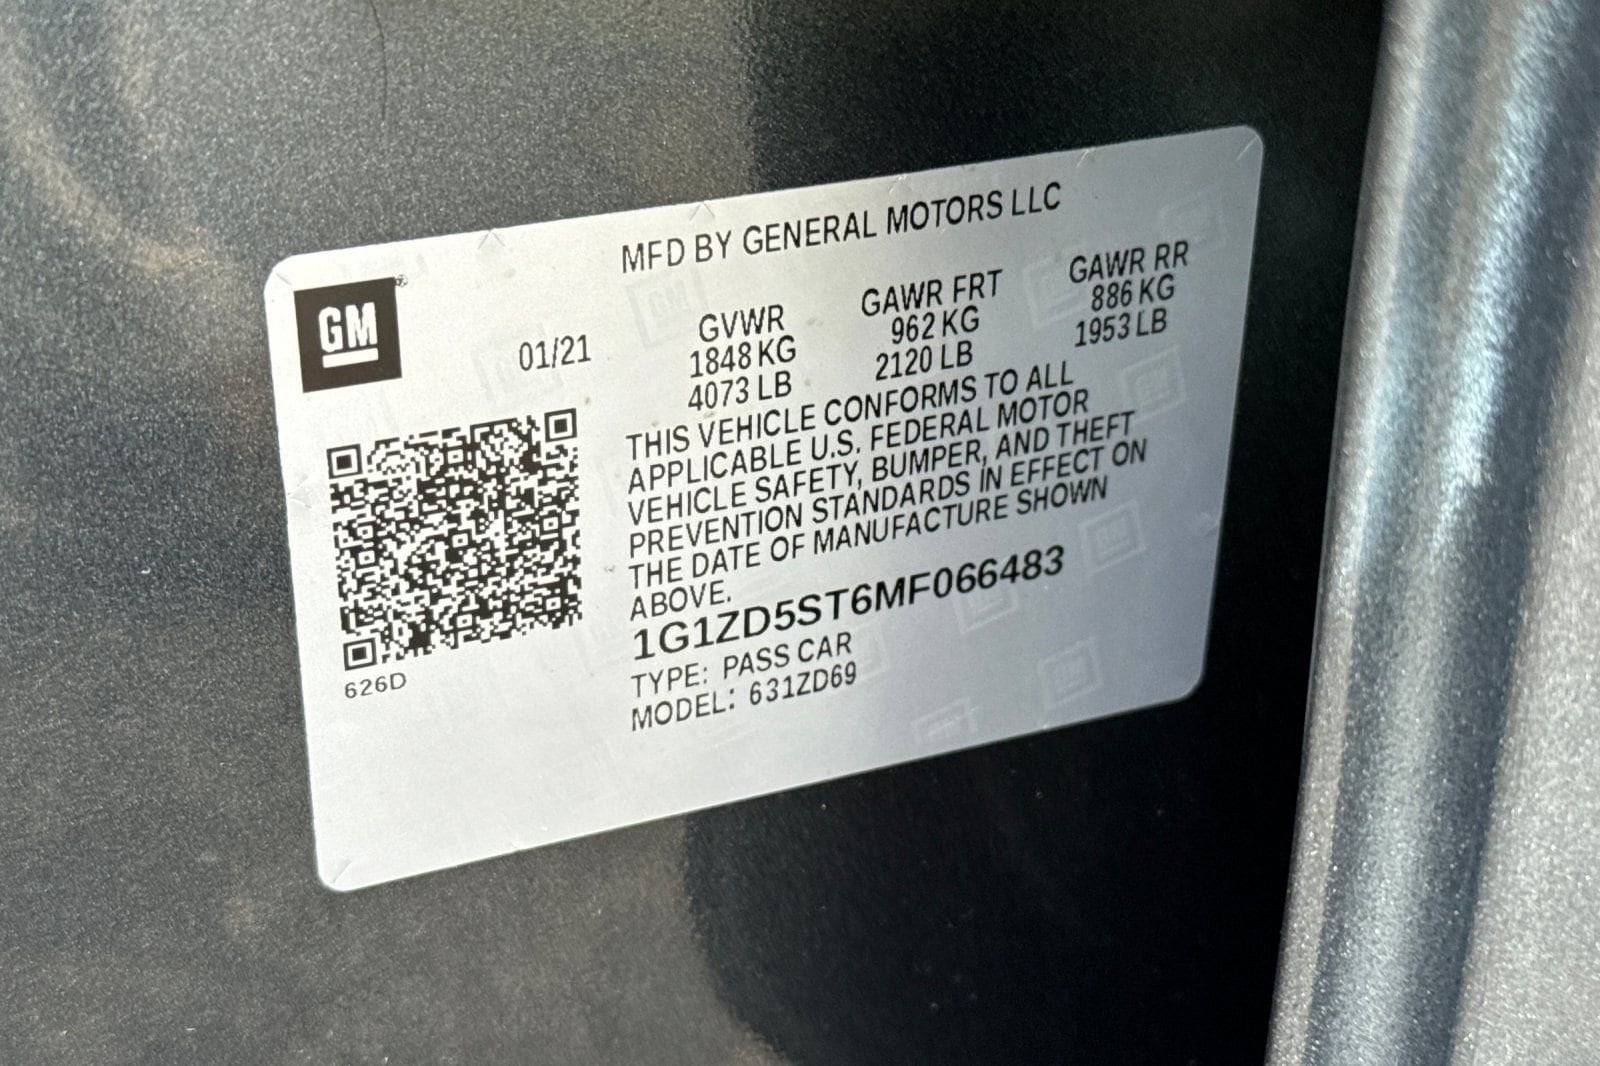 MFD BY GENERAL MOTORS LLC
GM
01/21
GVWR
1848 KG
4073 LB
GAWR FRT
962 KG
2120 LB
GAWR RR
886 KG
1953 LB
THIS VEHICLE CONFORMS TO ALL
APPLICABLE U.S. FEDERAL MOTOR
VEHICLE SAFETY, BUMPER, AND THEFT
PREVENTION STANDARDS IN EFFECT ON
THE DATE OF MANUFACTURE SHOWN
ABOVE.
1G1ZD5ST6MF066483
TYPE: PASS CAR
MODEL: 631ZD69
626D